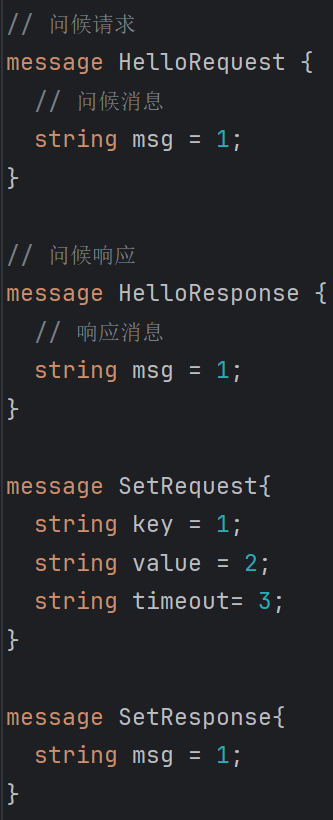 // 问候请求
message HelloRequest {
  // 问候消息
  string msg = 1;
}

// 问候响应
message HelloResponse {
  // 响应消息
  string msg = 1;
}

message SetRequest{
  string key = 1;
  string value = 2;
  string timeout= 3;
}

message SetResponse{
  string msg = 1;
}